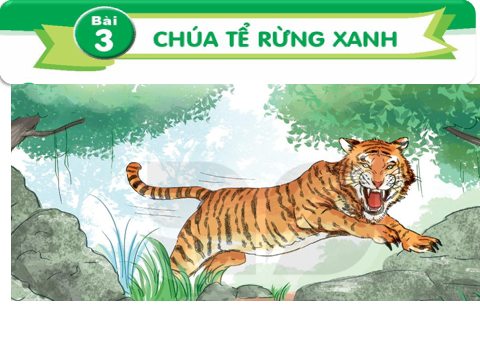 Bài
3
CHÚA TỂ RỪNG XANH